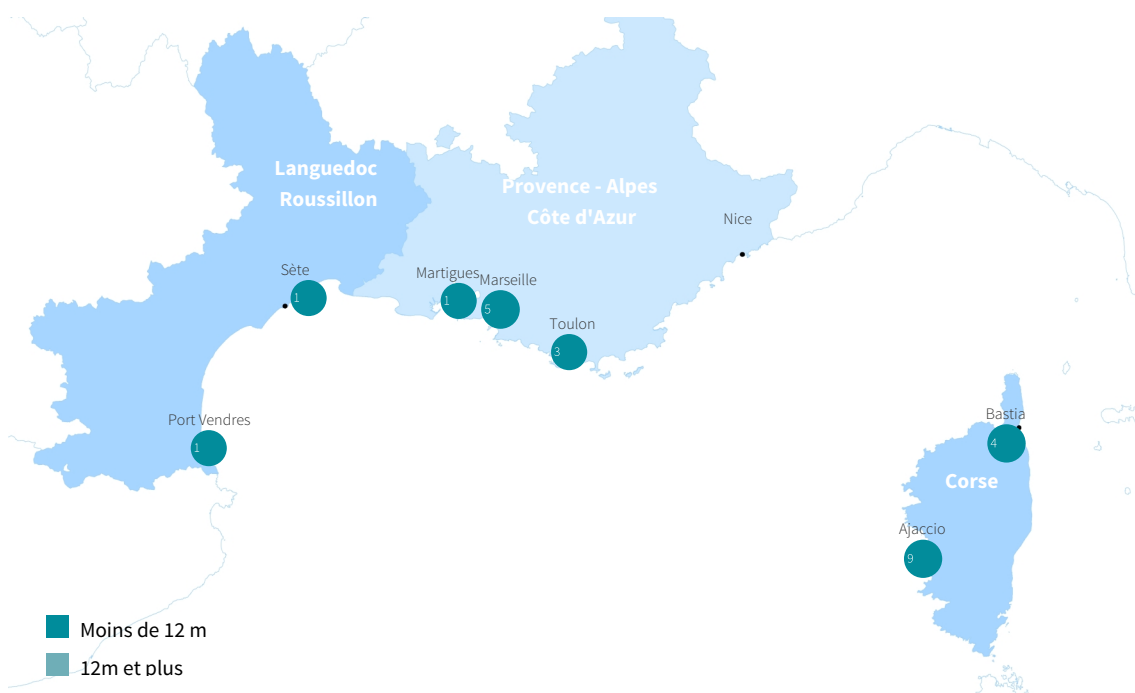 Languedoc
Roussillon
Provence - Alpes
Côte d'Azur
Nice
Sète
1
Martigues
1
Marseille
5
Toulon
3
Port Vendres
1
Bastia
4
Corse
Ajaccio
9
Moins de 12 m
12m et plus